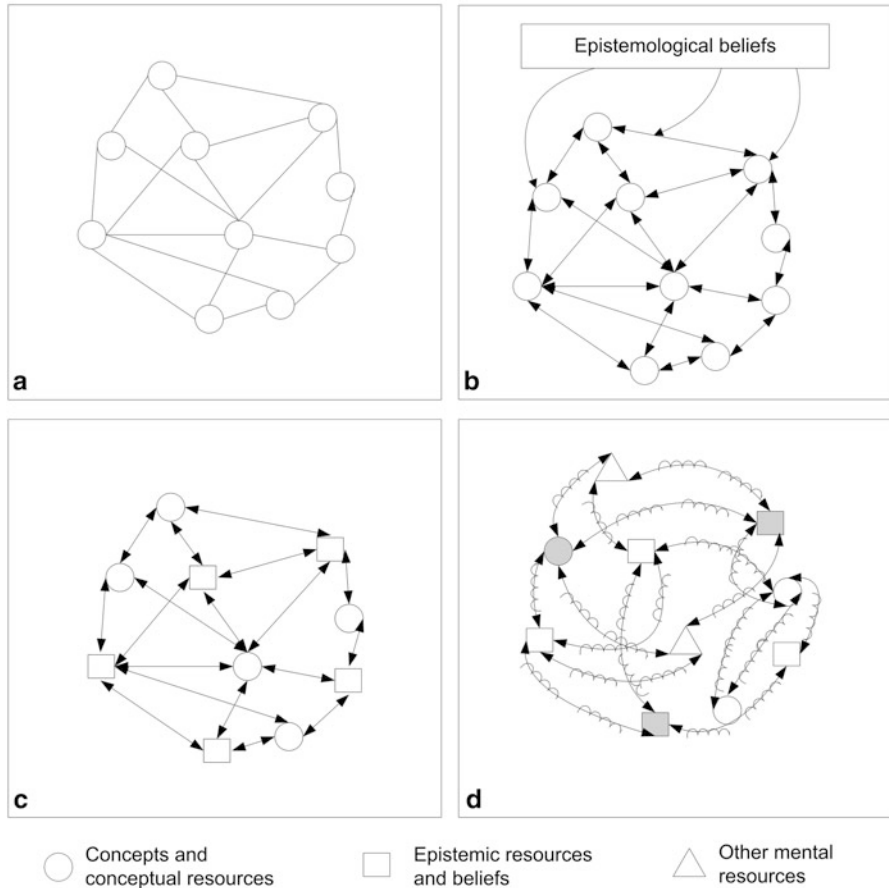 Epistemological beliefs
a
b
c
d
Concepts and
conceptual resources
Epistemic resources
and beliefs
Other mental
resources